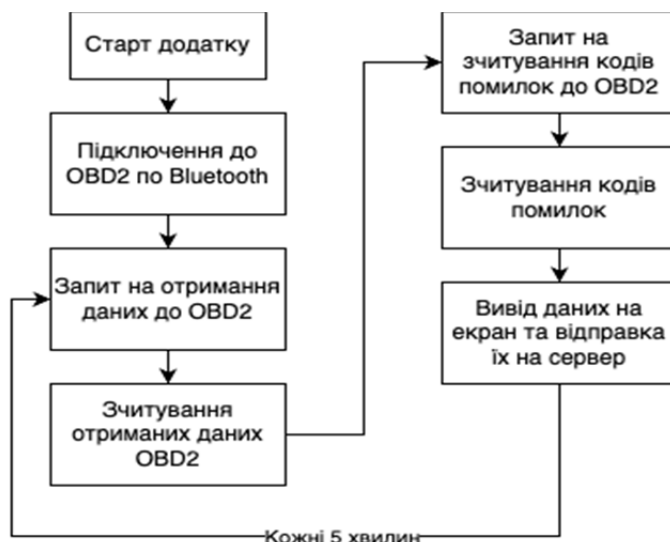 Старт додатку
Підключення до
OBD2 по Bluetooth
Запит на отримання
даних до OBD2
Зчитування
отриманих даних
OBD2
Запит на
зчитування кодів
помилок до OBD2
Зчитування кодів
помилок
Вивід даних на
екран та відправка
їх на сервер
Кожні 5 хвилин